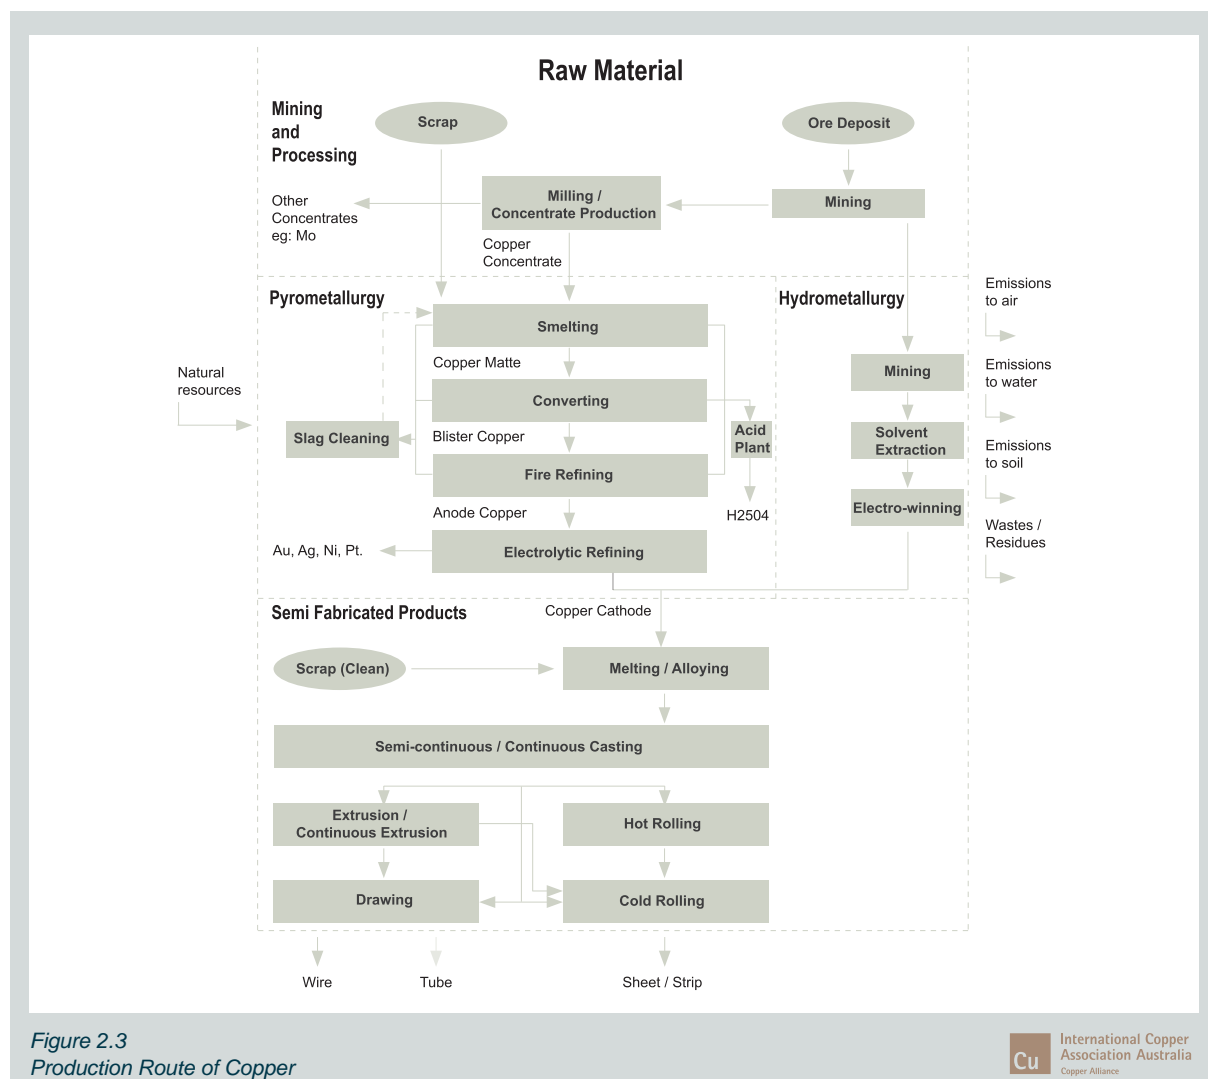 Raw Material
Mining
and
Processing
Scrap
Ore Deposit
Milling /
Concentrate Production
Mining
Other
Concentrates
eg: Mo
Copper
Concentrate
Pyrometallurgy
Hydrometallurgy
Smelting
Copper Matte
Converting
Blister Copper
Slag Cleaning
Fire Refining
Anode Copper
Electrolytic Refining
Au, Ag, Ni, Pt.
Acid
Plant
H2504
Mining
Solvent
Extraction
Electro-winning
Natural
resources
Emissions
to air
Emissions
to water
Emissions
to soil
Wastes /
Residues
Semi Fabricated Products
Copper Cathode
Scrap (Clean)
Melting / Alloying
Semi-continuous / Continuous Casting
Extrusion /
Continuous Extrusion
Hot Rolling
Drawing
Cold Rolling
Wire
Tube
Sheet / Strip
Figure 2.3
Production Route of Copper
Cu
International Copper
Association Australia
Copper Alliance